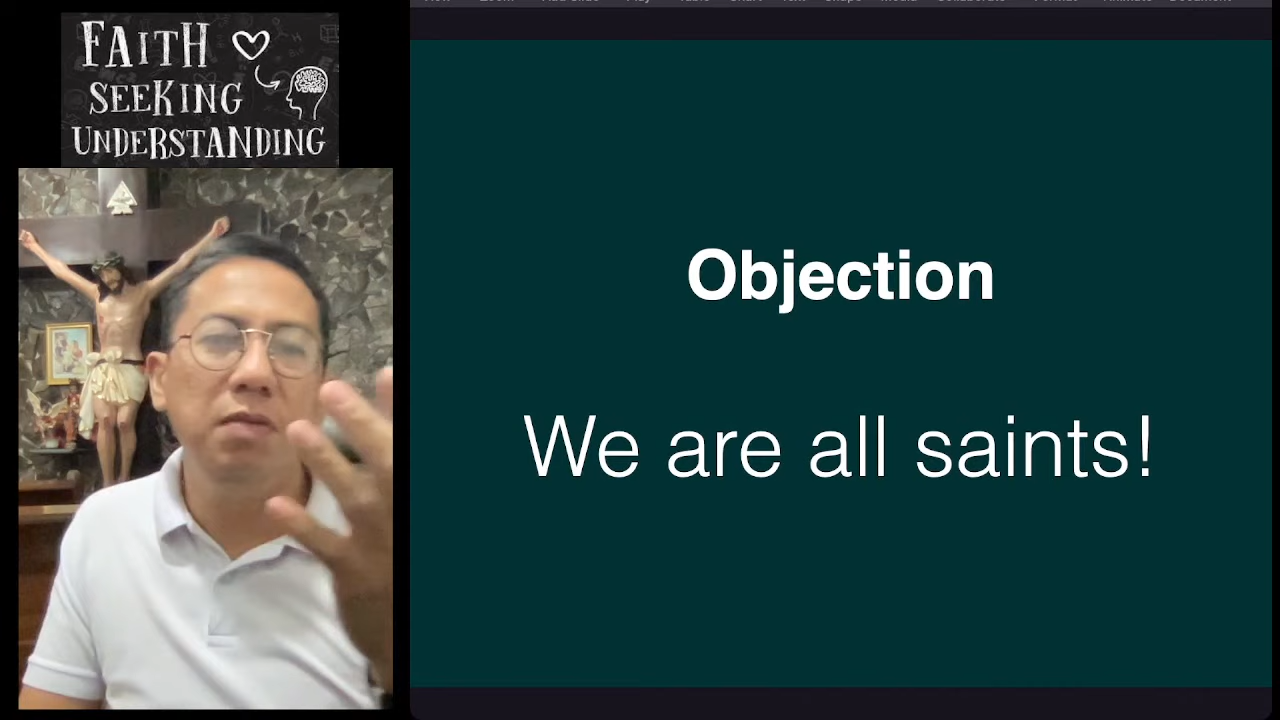 FAITH
SEEKING
UNDERSTANDING
Objection
We are all saints!